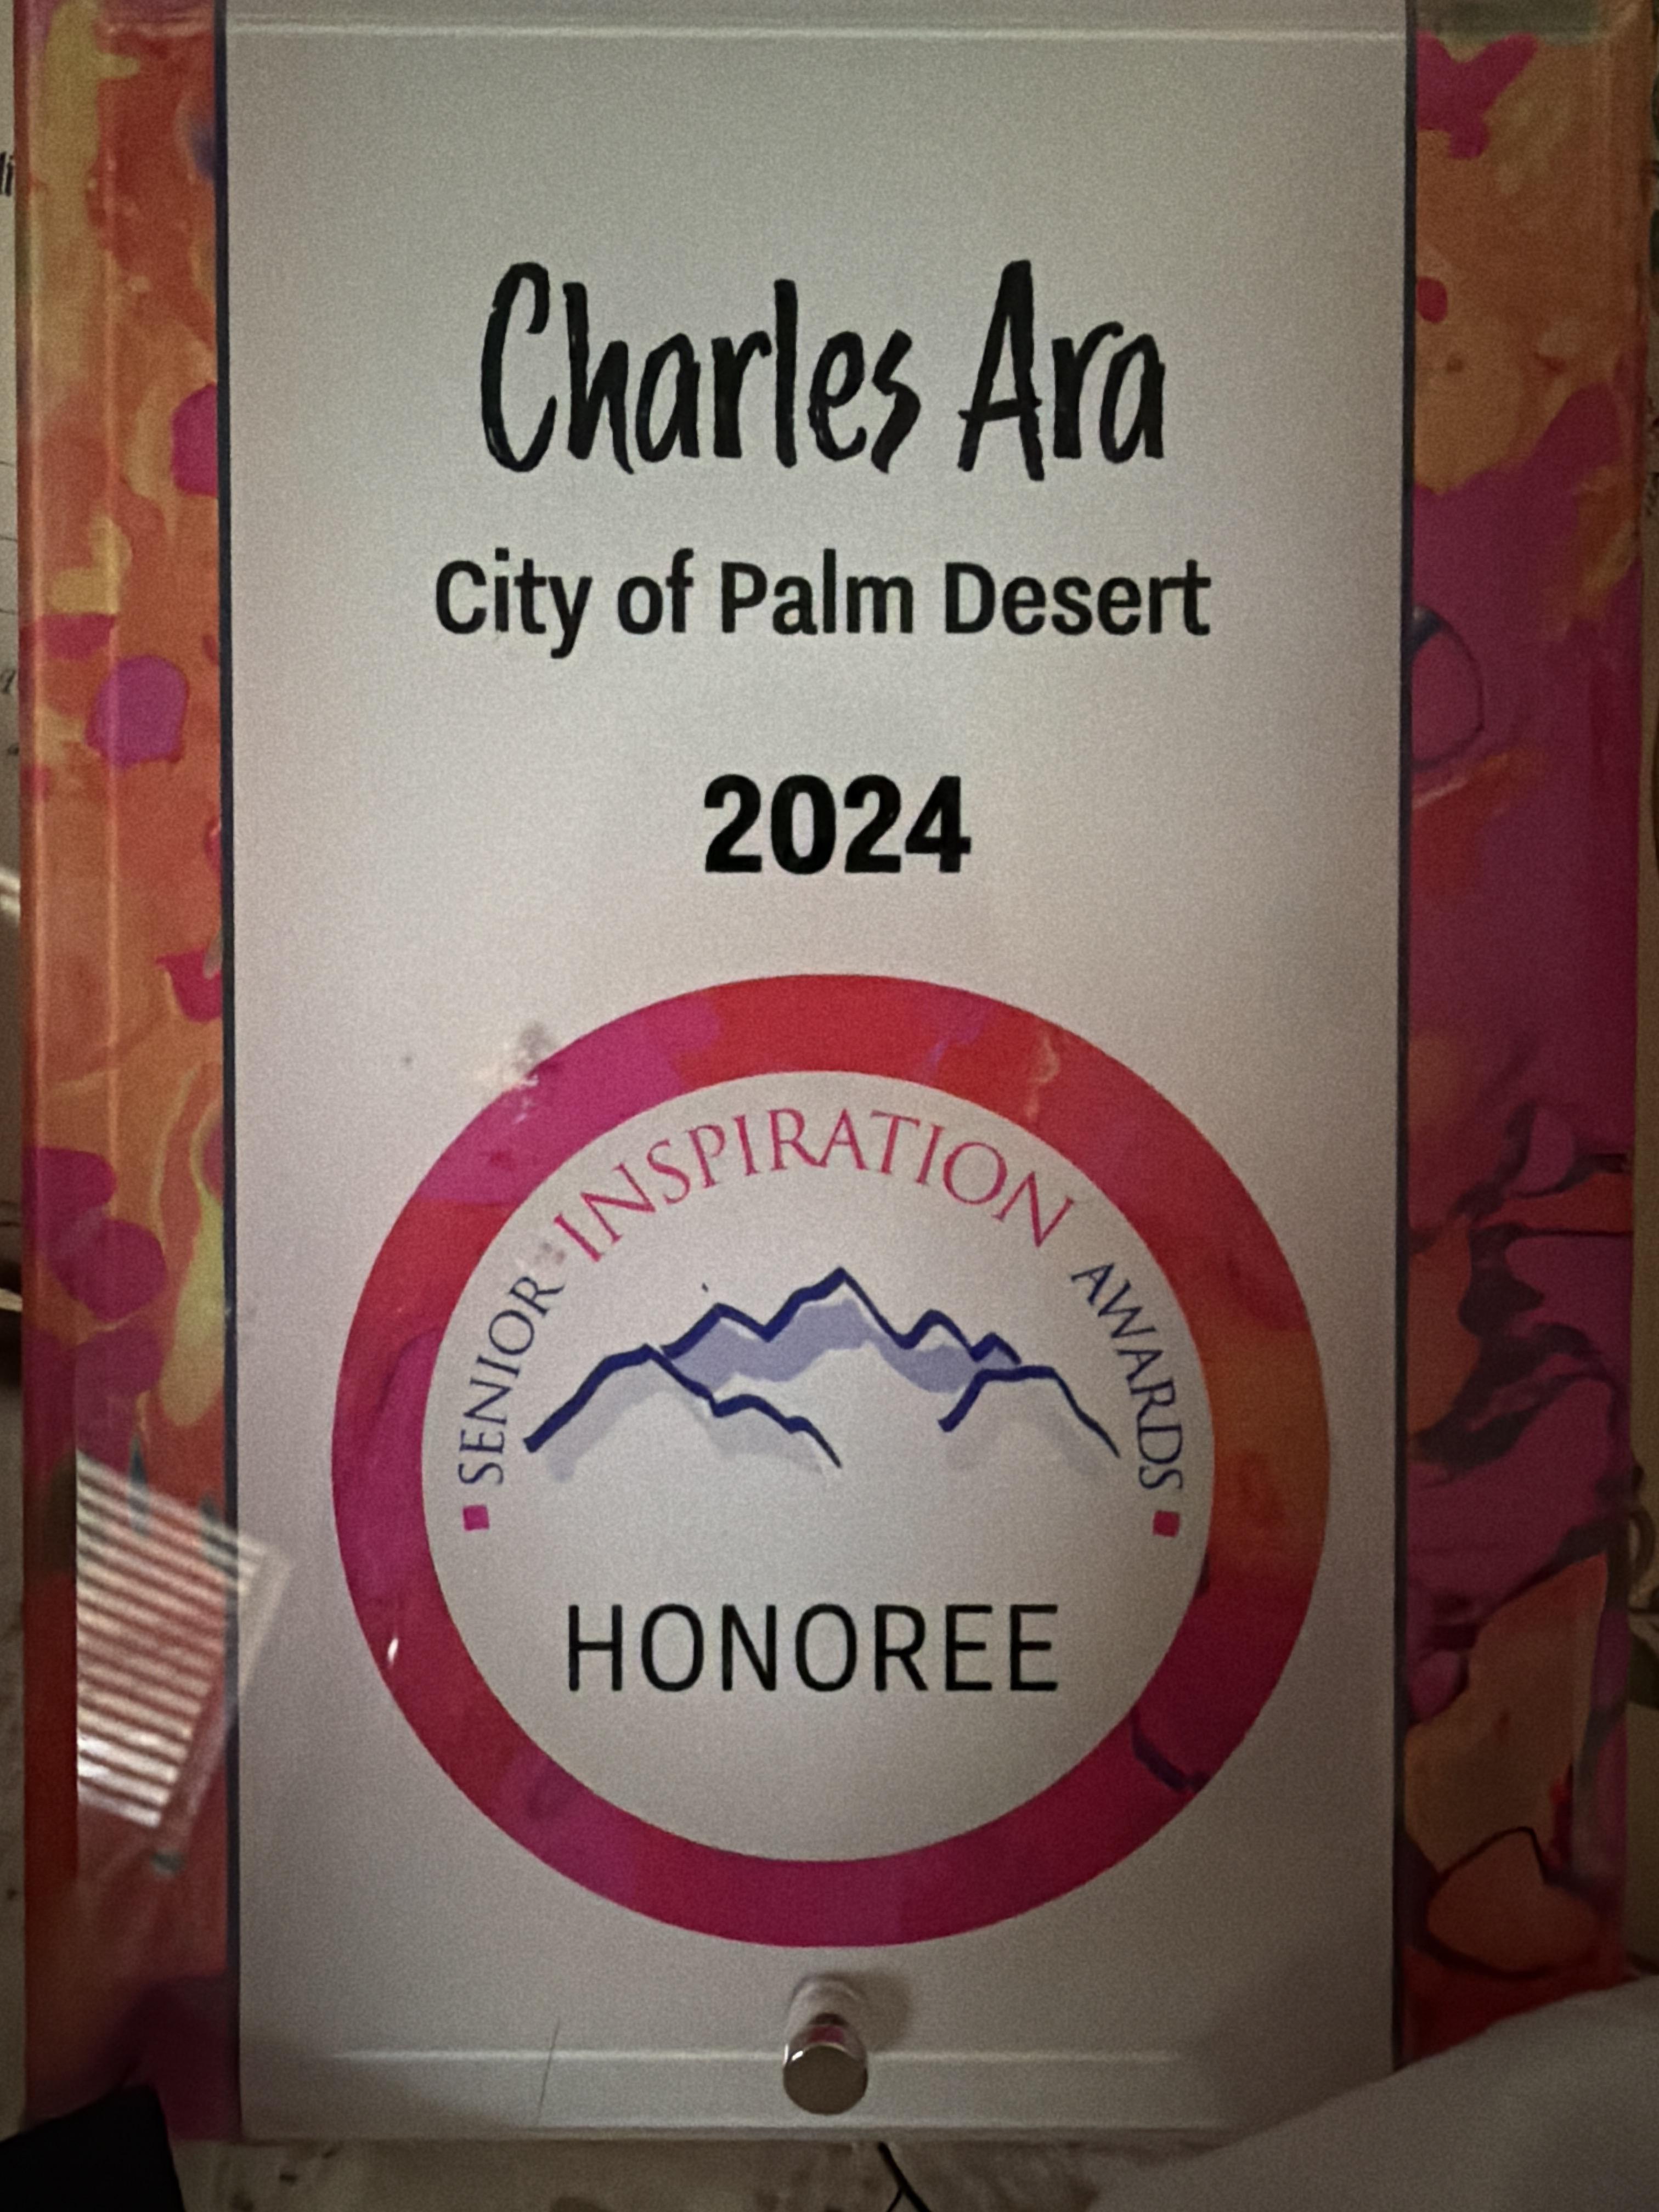 Charles Ara
City of Palm Desert
2024
SENIOR INSPIRATION AWARDS
HONOREE